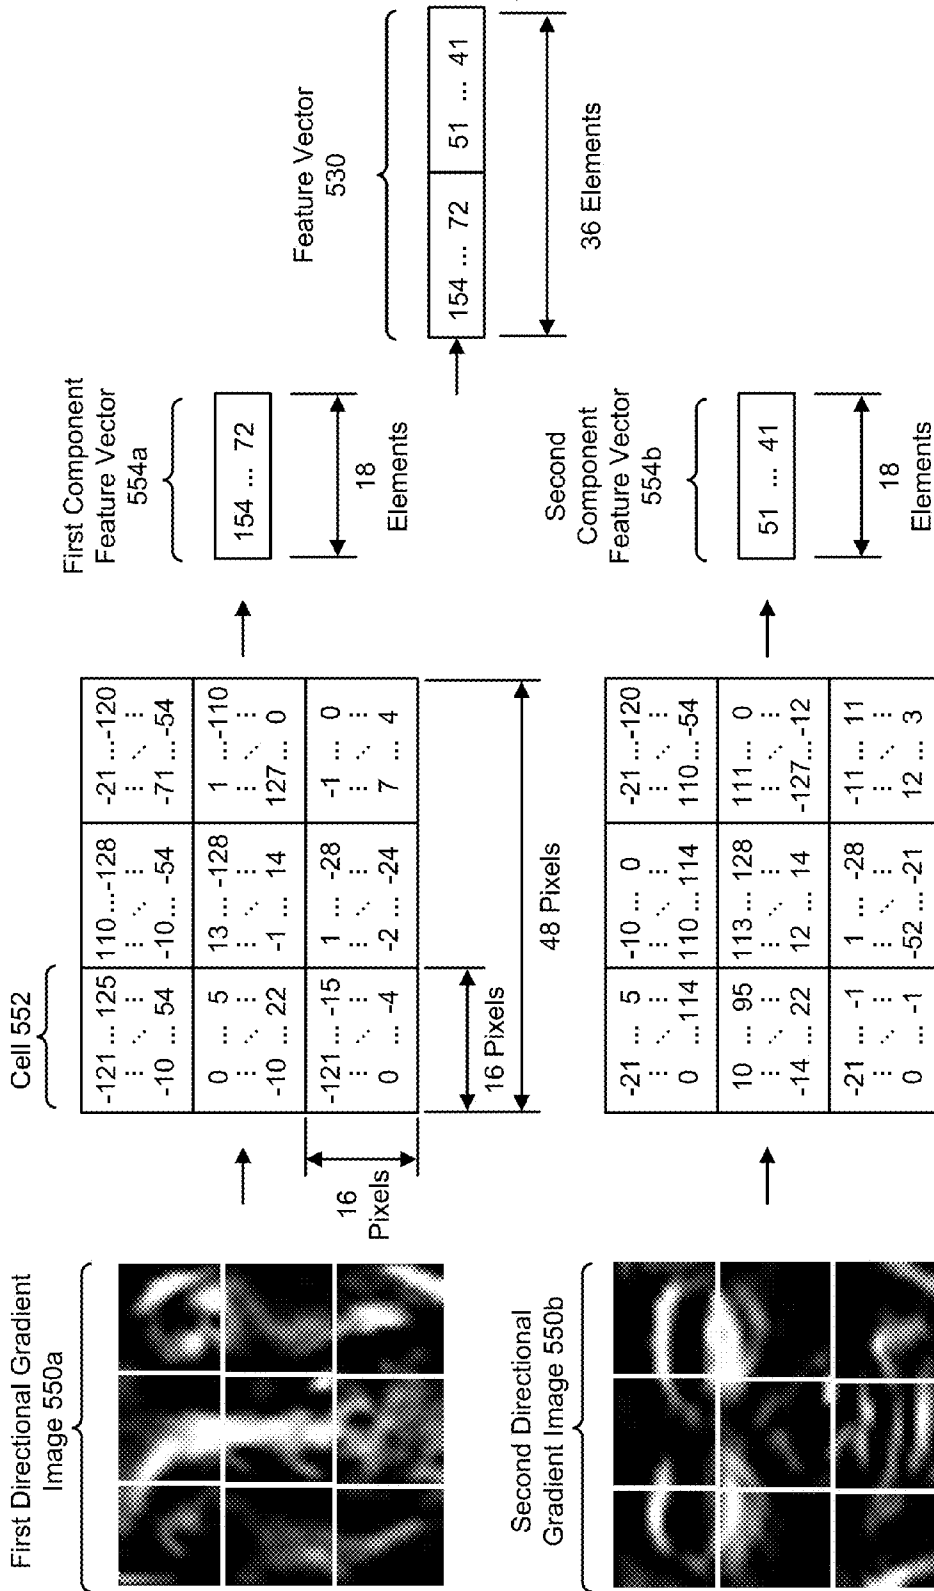 First Directional Gradient
Image 550a
Cell 552
-121 ... 125
-10 ... 54
110 ... -128
-10 ... -54
-21 ... -120
-71 ... -54
0 ... 5
-10 ... 22
13 ... -128
-1 ... 14
1 ... -110
127 ... 0
-121 ... -15
0 ... -4
1 ... -28
-2 ... -24
-1 ... 0
7 ... 4
16
Pixels
16 Pixels
48 Pixels
First Component
Feature Vector
554a
154 ... 72
18
Elements
Second Directional
Gradient Image 550b
-21 ... 5
0 ... 114
-10 ... 0
110 ... 114
-21 ... -120
110 ... -54
10 ... 95
-14 ... 22
113 ... 128
12 ... 14
111 ... 0
-127 ... -12
-21 ... -1
0 ... -1
1 ... -28
-52 ... -21
-11 ... 11
12 ... 3
Second
Component
Feature Vector
554b
51 ... 41
18
Elements
Feature Vector
530
154 ... 72 51 ... 41
36 Elements